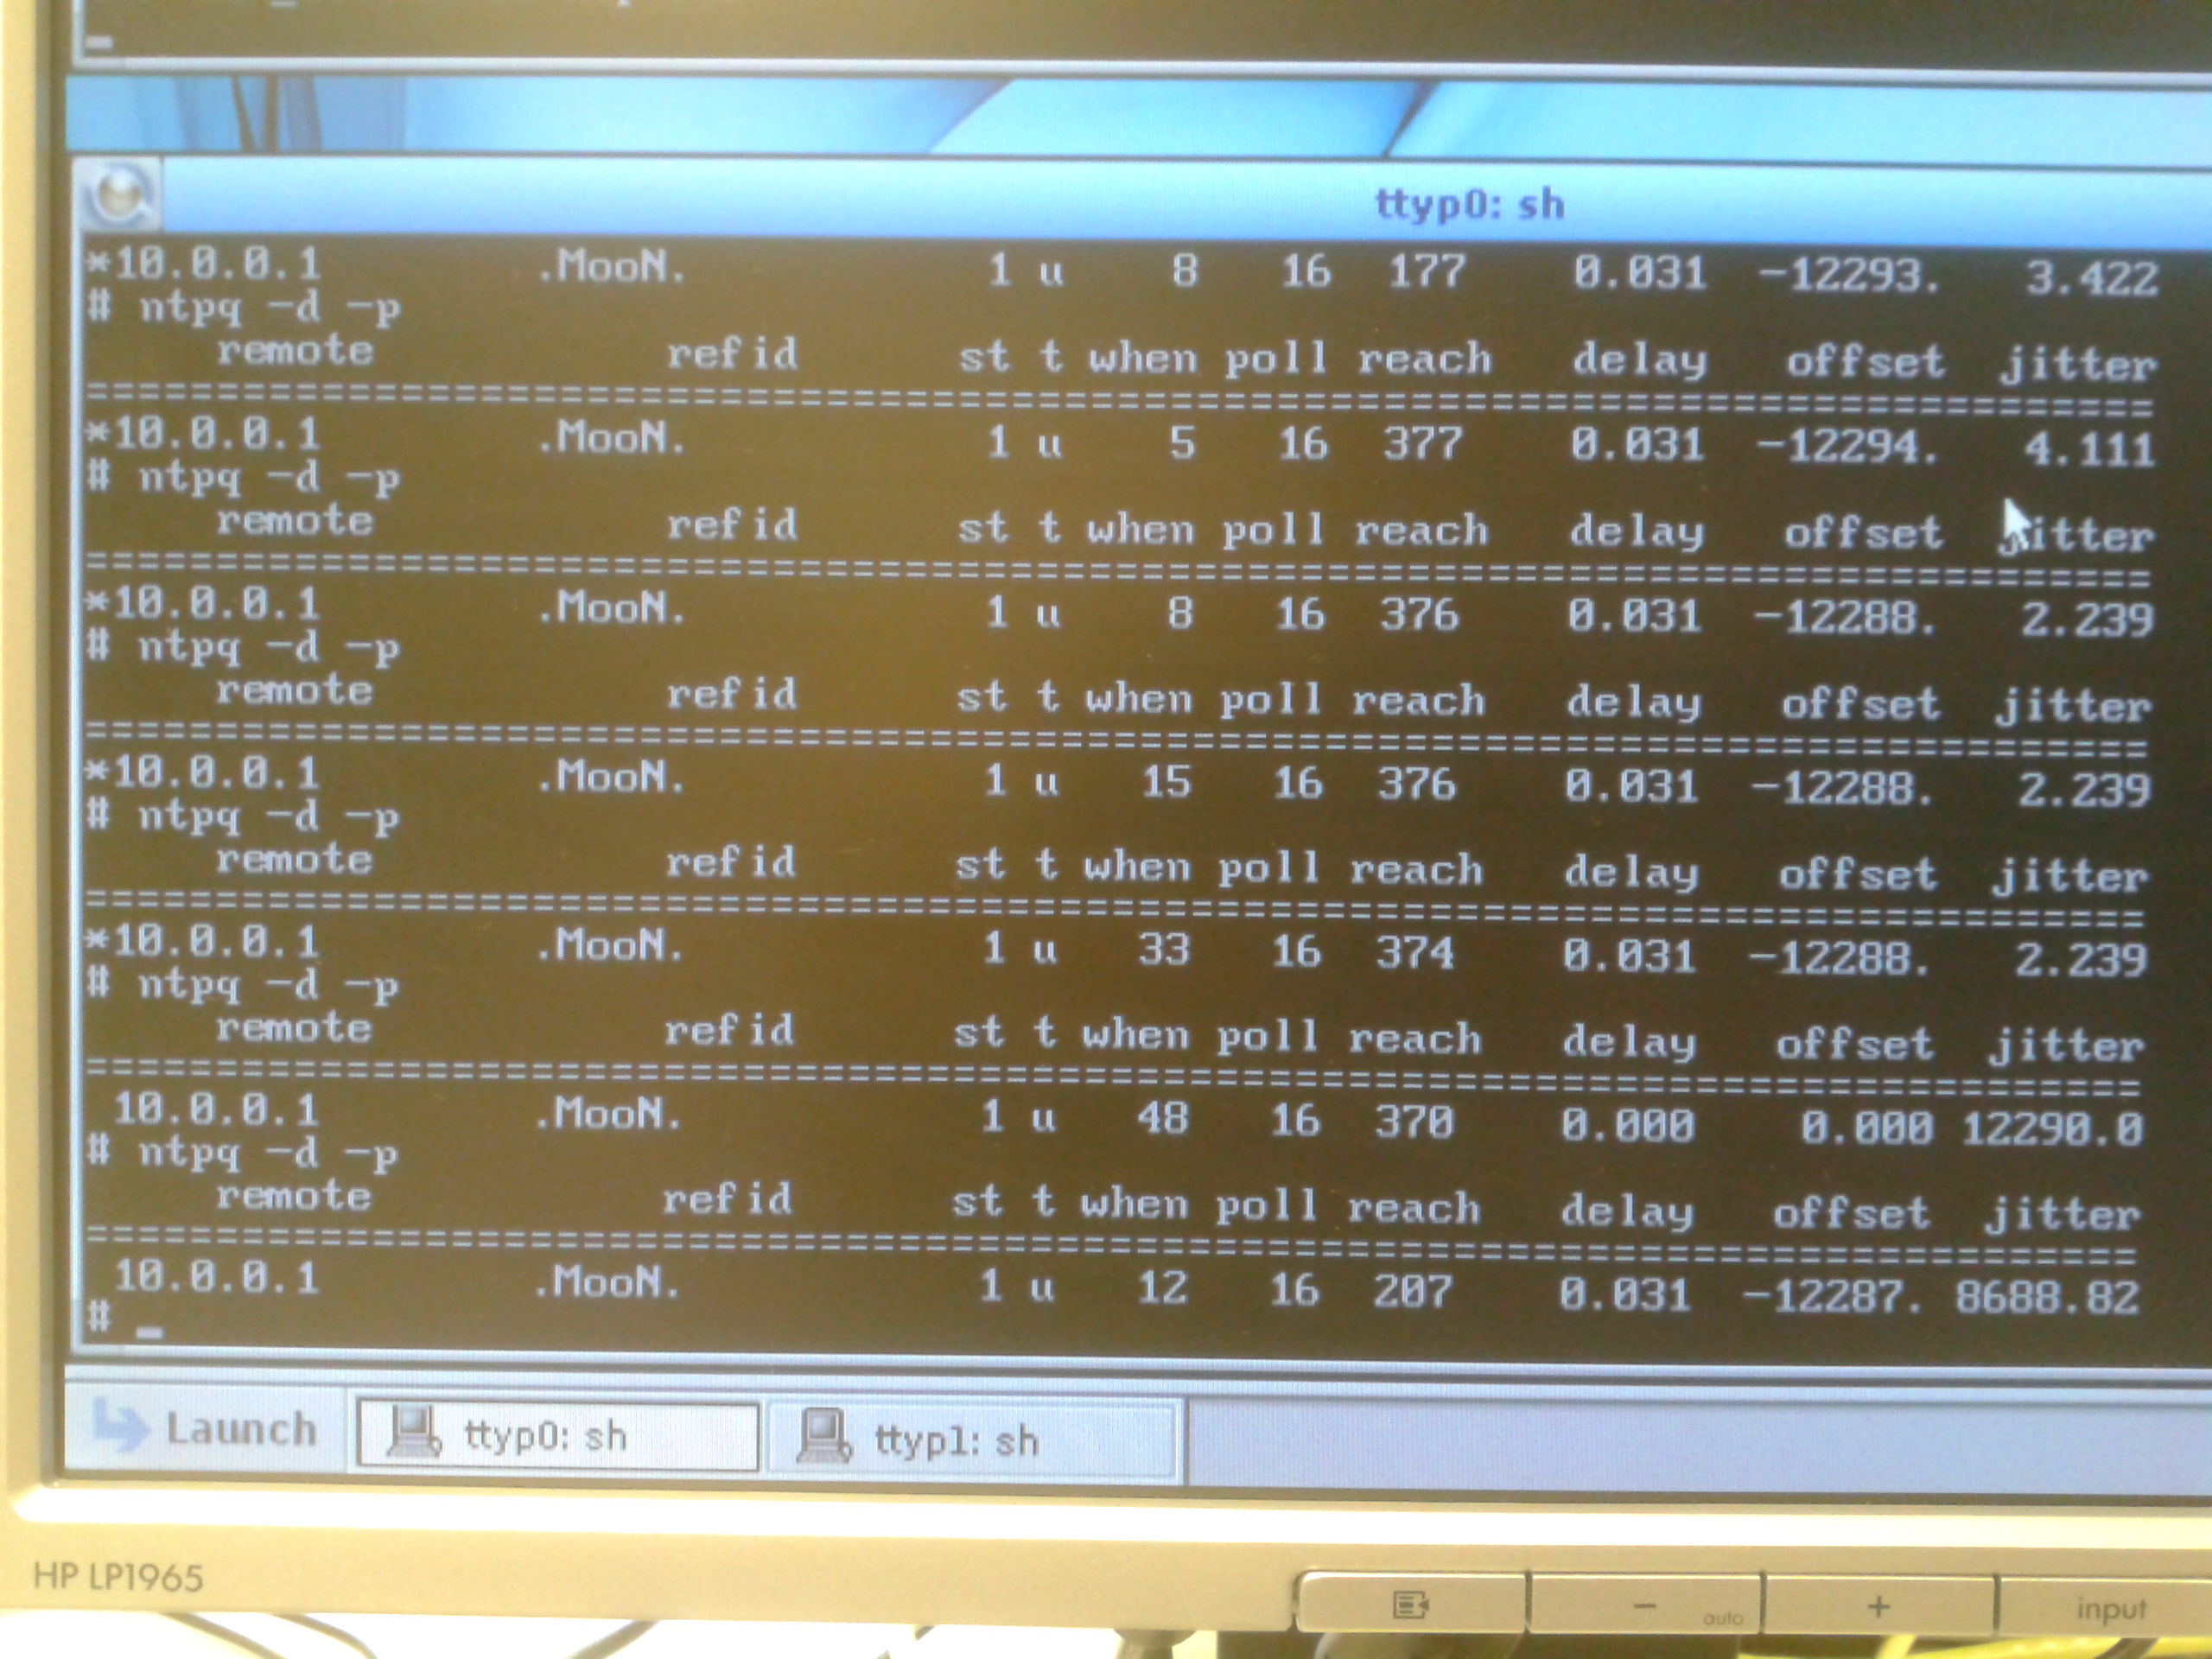 ttyp0: sh
*10.0.0.1 .MooN. 1 u 8 16 177 0.031 -12293. 3.422
# ntpq -d -p
remote refid st t when poll reach delay offset jitter
==============================================================================
*10.0.0.1 .MooN. 1 u 5 16 377 0.031 -12294. 4.111
# ntpq -d -p
remote refid st t when poll reach delay offset jitter
==============================================================================
*10.0.0.1 .MooN. 1 u 8 16 376 0.031 -12288. 2.239
# ntpq -d -p
remote refid st t when poll reach delay offset jitter
==============================================================================
*10.0.0.1 .MooN. 1 u 15 16 376 0.031 -12288. 2.239
# ntpq -d -p
remote refid st t when poll reach delay offset jitter
==============================================================================
*10.0.0.1 .MooN. 1 u 33 16 374 0.031 -12288. 2.239
# ntpq -d -p
remote refid st t when poll reach delay offset jitter
==============================================================================
10.0.0.1 .MooN. 1 u 48 16 370 0.000 0.000 12290.0
# ntpq -d -p
remote refid st t when poll reach delay offset jitter
==============================================================================
10.0.0.1 .MooN. 1 u 12 16 207 0.031 -12287. 8688.82
# _
Launch ttyp0: sh ttyp1: sh
HP LP1965
− auto + input